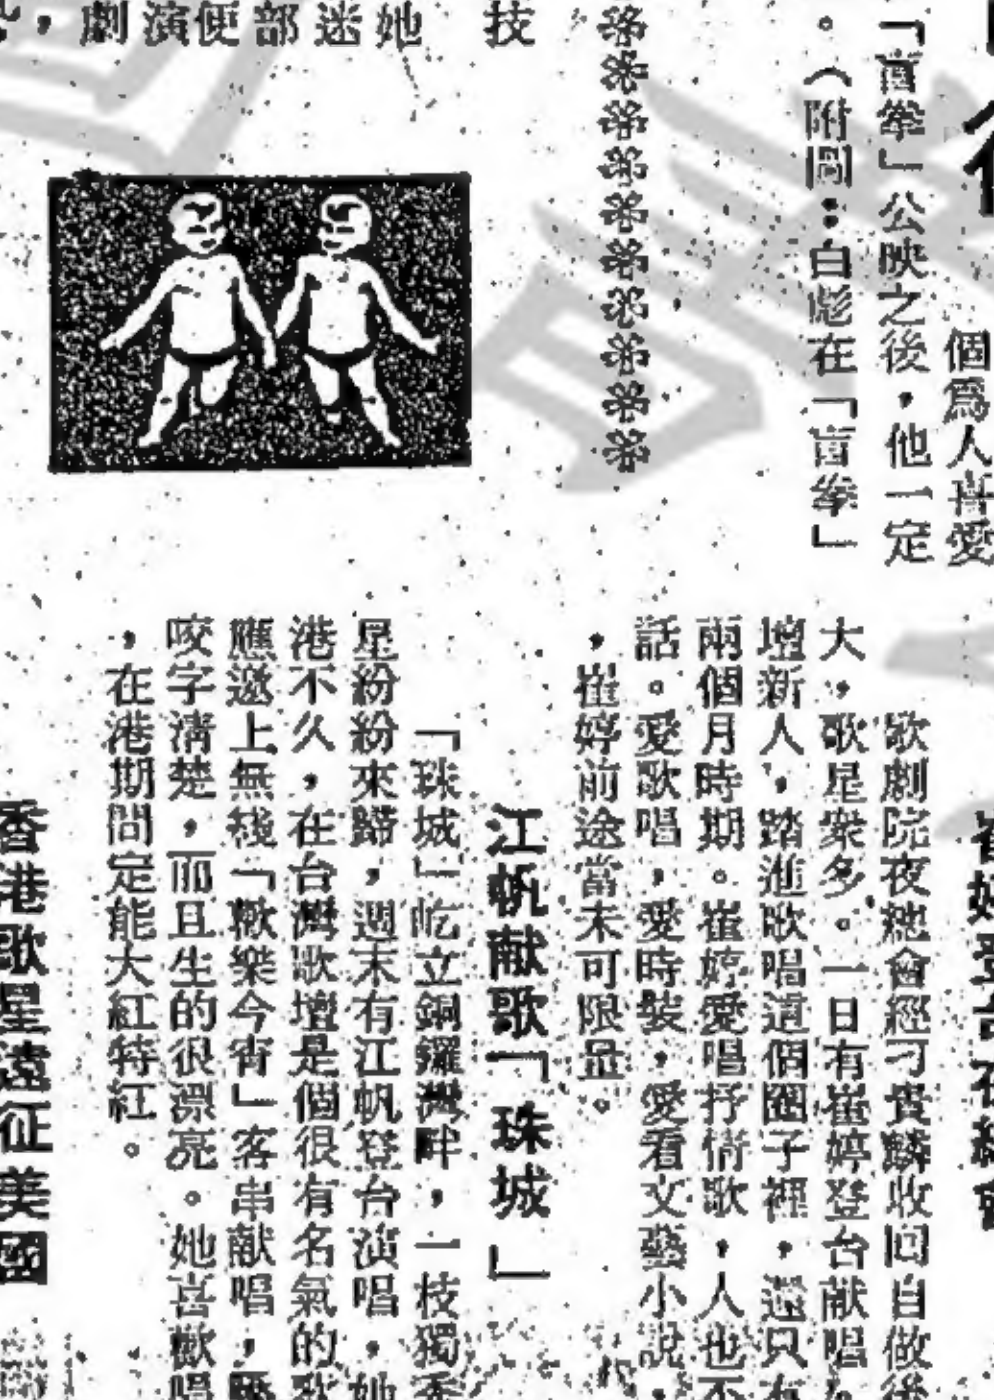 「盲拳」公映之後，他一定
個為人喜愛
。（附圖：白彪在「盲拳」
技
她迷部便演劇，
歌劇院夜總會經刁貴麟收回自做後
大，歌星衆多。一日有崔婷登台献唱
壇新人，踏進歌唱這個圈子裡，還只有
兩個月時期。崔婷愛唱抒情歌，人也不
話。愛歌唱，愛時裝，愛看文藝小說，
，崔婷前途當未可限量。
江帆献歌「珠城」
「珠城」屹立銅鑼灣畔，一枝獨秀
星紛紛來歸，週末有江帆登台演唱，她
港不久，在台灣歌壇是個很有名氣的歌
應邀上無綫「歡樂今宵」客串献唱，
咬字清楚，而且生的很漂亮。她喜歡唱
，在港期間定能大紅特紅。
香港歌星遠征美國